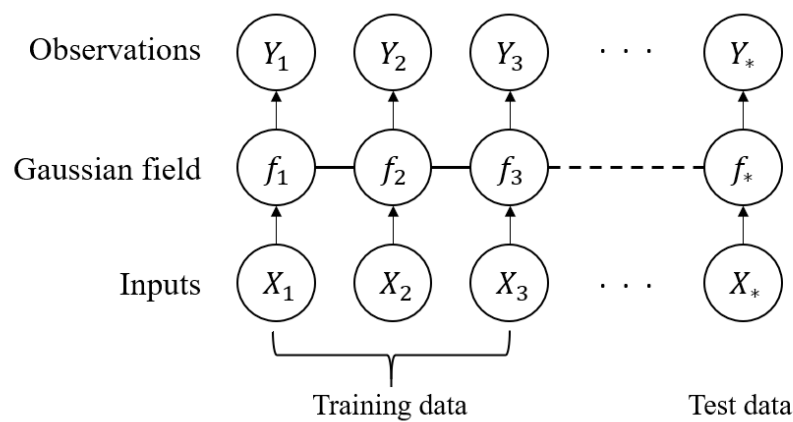 Observations Y₁ Y₂ Y₃ · · · Y*
Gaussian field f₁ f₂ f₃ f*
Inputs X₁ X₂ X₃ · · · X*
Training data Test data